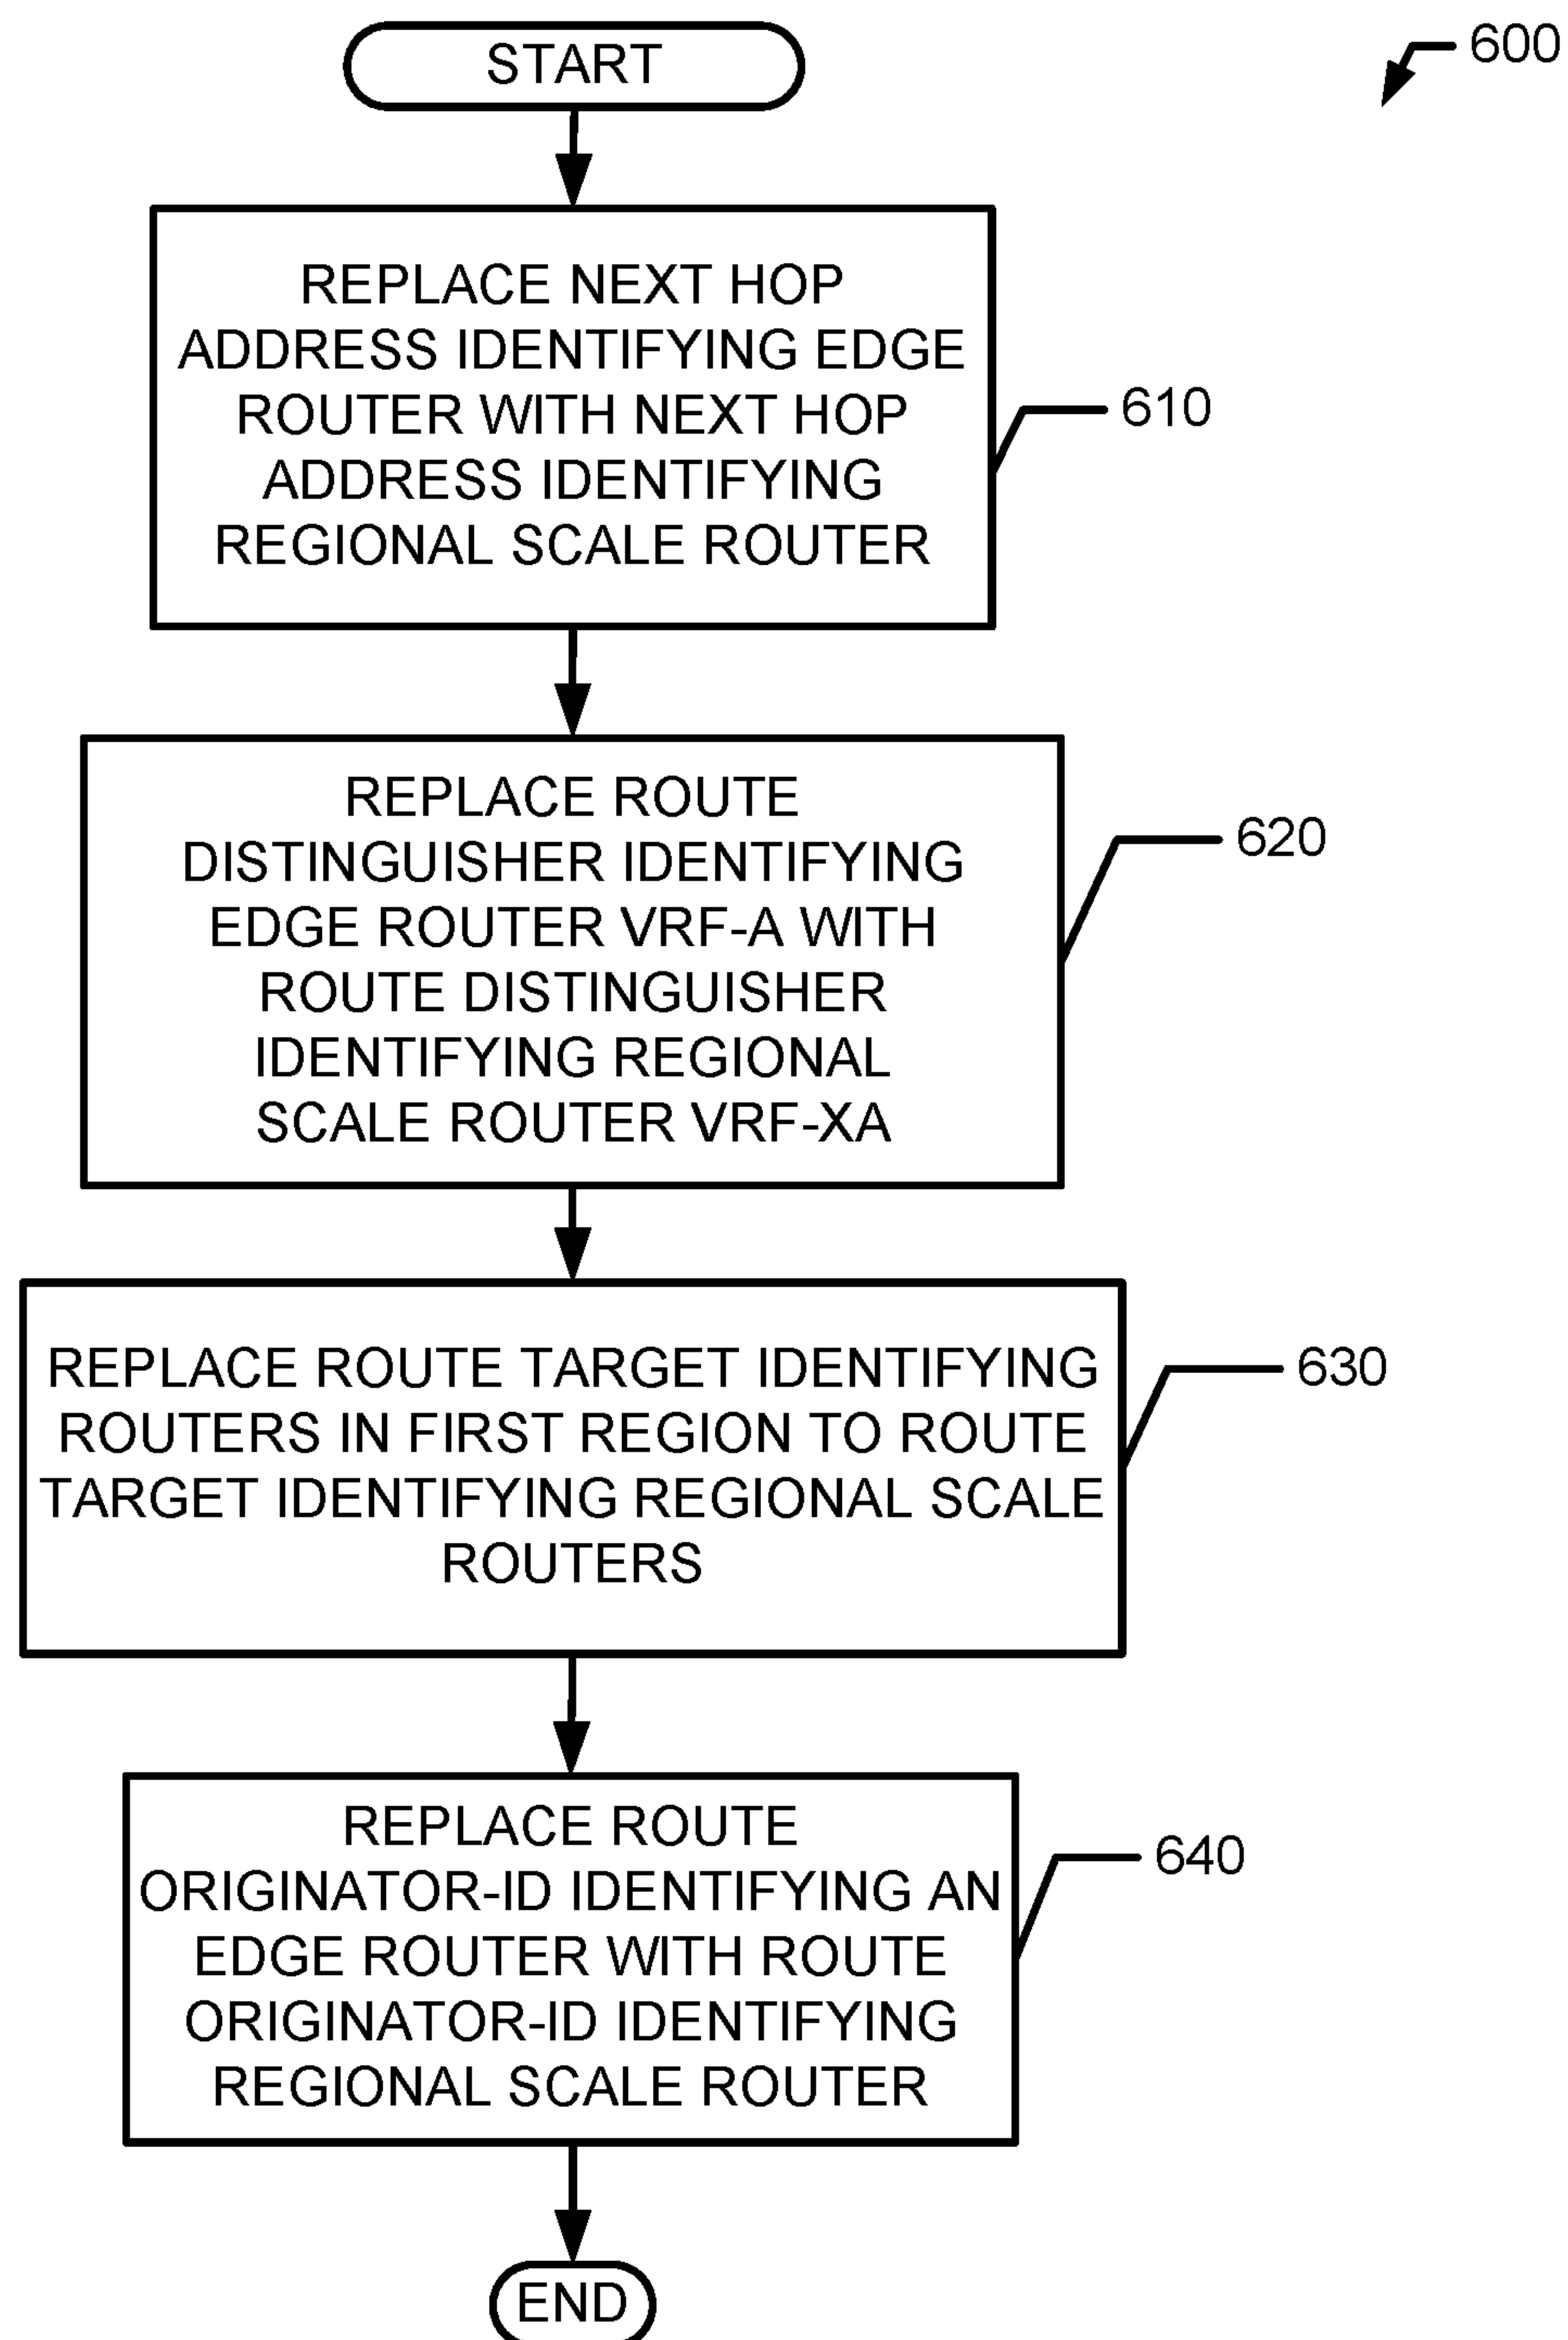 START
600
REPLACE NEXT HOP
ADDRESS IDENTIFYING EDGE
ROUTER WITH NEXT HOP
ADDRESS IDENTIFYING
REGIONAL SCALE ROUTER
610
REPLACE ROUTE
DISTINGUISHER IDENTIFYING
EDGE ROUTER VRF-A WITH
ROUTE DISTINGUISHER
IDENTIFYING REGIONAL
SCALE ROUTER VRF-XA
620
REPLACE ROUTE TARGET IDENTIFYING
ROUTERS IN FIRST REGION TO ROUTE
TARGET IDENTIFYING REGIONAL SCALE
ROUTERS
630
REPLACE ROUTE
ORIGINATOR-ID IDENTIFYING AN
EDGE ROUTER WITH ROUTE
ORIGINATOR-ID IDENTIFYING
REGIONAL SCALE ROUTER
640
END